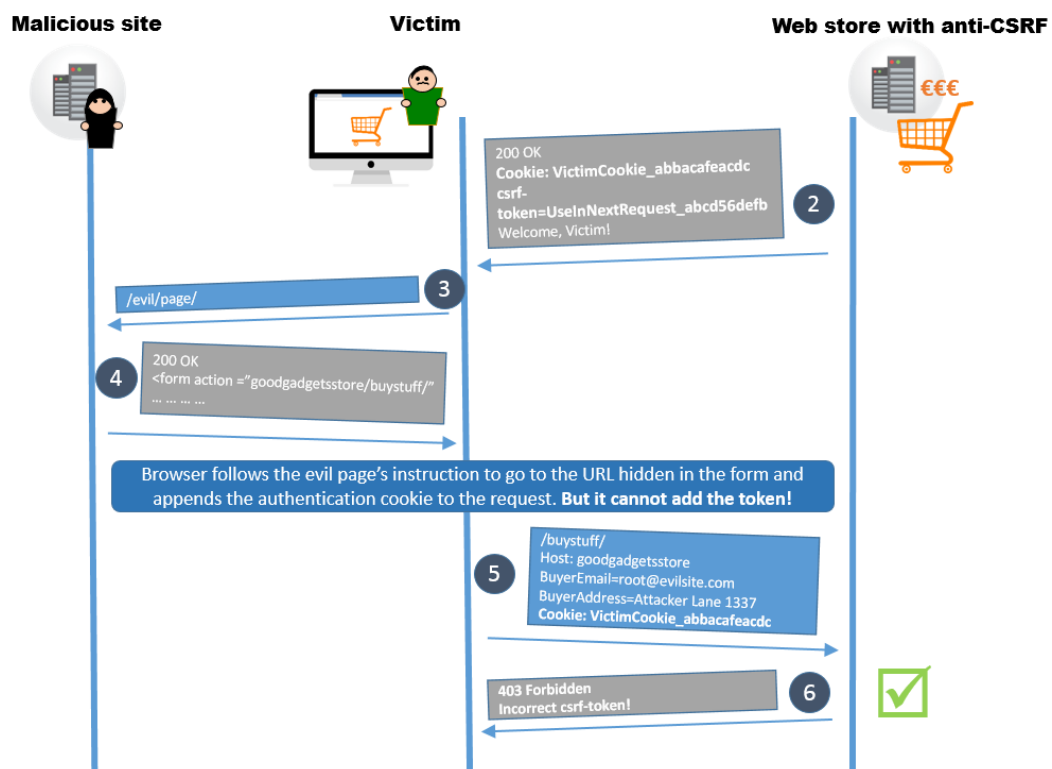 Malicious site
Victim
Web store with anti-CSRF
€€€
200 OK
Cookie: VictimCookie_abbacafeacdc
csrf-
token=UseInNextRequest_abcd56defb
Welcome, Victim!
2
/evil/page/
3
4
200 OK
<form action =”goodgadgetsstore/buystuff/”
... ... ... ...
Browser follows the evil page’s instruction to go to the URL hidden in the form and
appends the authentication cookie to the request. But it cannot add the token!
5
/buystuff/
Host: goodgadgetsstore
BuyerEmail=root@evilsite.com
BuyerAddress=Attacker Lane 1337
Cookie: VictimCookie_abbacafeacdc
403 Forbidden
Incorrect csrf-token!
6